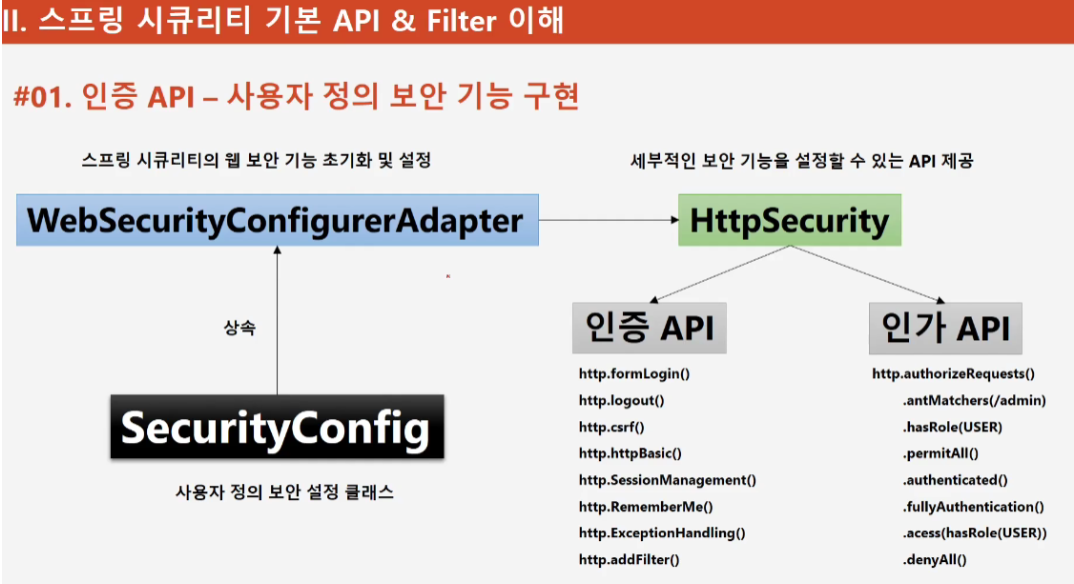 II. 스프링 시큐리티 기본 API & Filter 이해
#01. 인증 API – 사용자 정의 보안 기능 구현
스프링 시큐리티의 웹 보안 기능 초기화 및 설정
세부적인 보안 기능을 설정할 수 있는 API 제공
WebSecurityConfigurerAdapter
HttpSecurity
상속
SecurityConfig
사용자 정의 보안 설정 클래스
인증 API
http.formLogin()
http.logout()
http.csrf()
http.httpBasic()
http.SessionManagement()
http.RememberMe()
http.ExceptionHandling()
http.addFilter()
인가 API
http.authorizeRequests()
.antMatchers(/admin)
.hasRole(USER)
.permitAll()
.authenticated()
.fullyAuthentication()
.acess(hasRole(USER))
.denyAll()